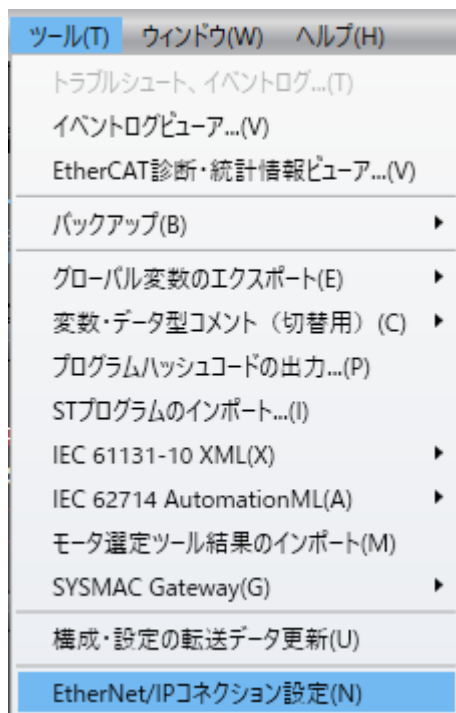 ツール(T) ウィンドウ(W) ヘルプ(H)
トラブルシュート、イベントログ...(T)
イベントログビューア...(V)
EtherCAT診断・統計情報ビューア...(V)
バックアップ(B)
グローバル変数のエクスポート(E)
変数・データ型コメント（切替用）(C)
プログラムハッシュコードの出力...(P)
STプログラムのインポート...(I)
IEC 61131-10 XML(X)
IEC 62714 AutomationML(A)
モータ選定ツール結果のインポート(M)
SYSMAC Gateway(G)
構成・設定の転送データ更新(U)
EtherNet/IPコネクション設定(N)